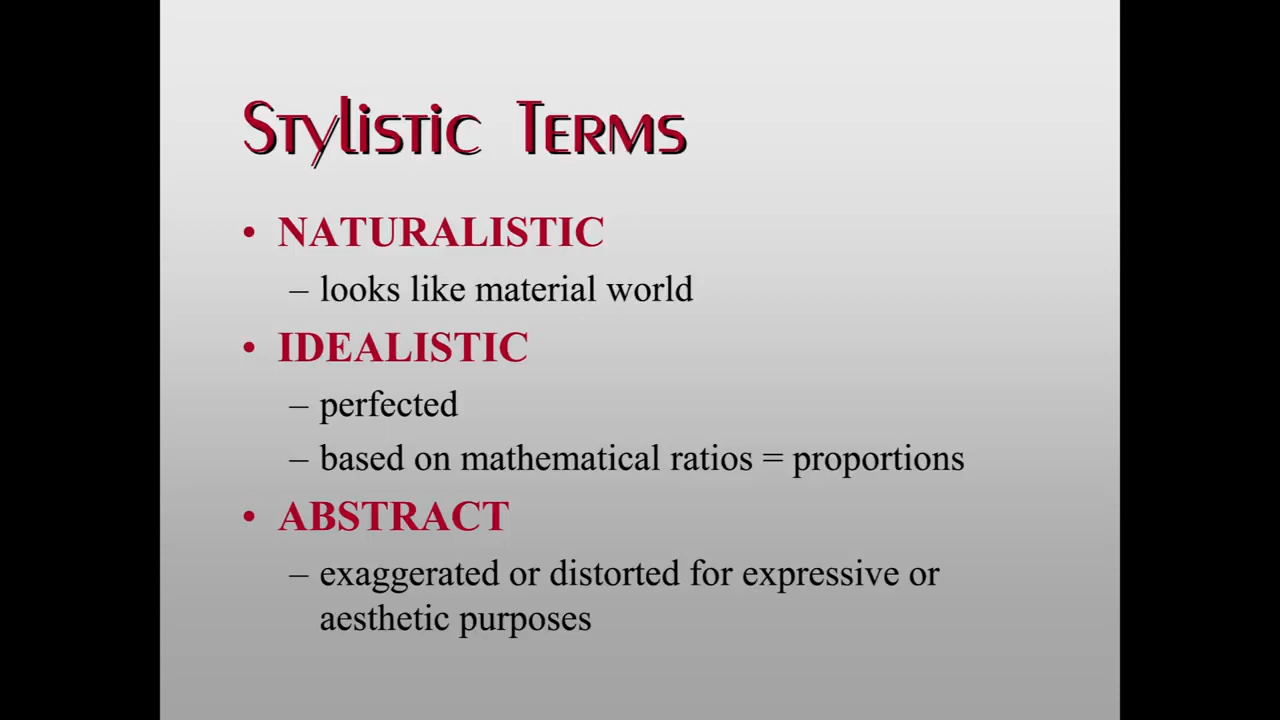 Stylistic Terms
• NATURALISTIC
– looks like material world
• IDEALISTIC
– perfected
– based on mathematical ratios = proportions
• ABSTRACT
– exaggerated or distorted for expressive or
aesthetic purposes